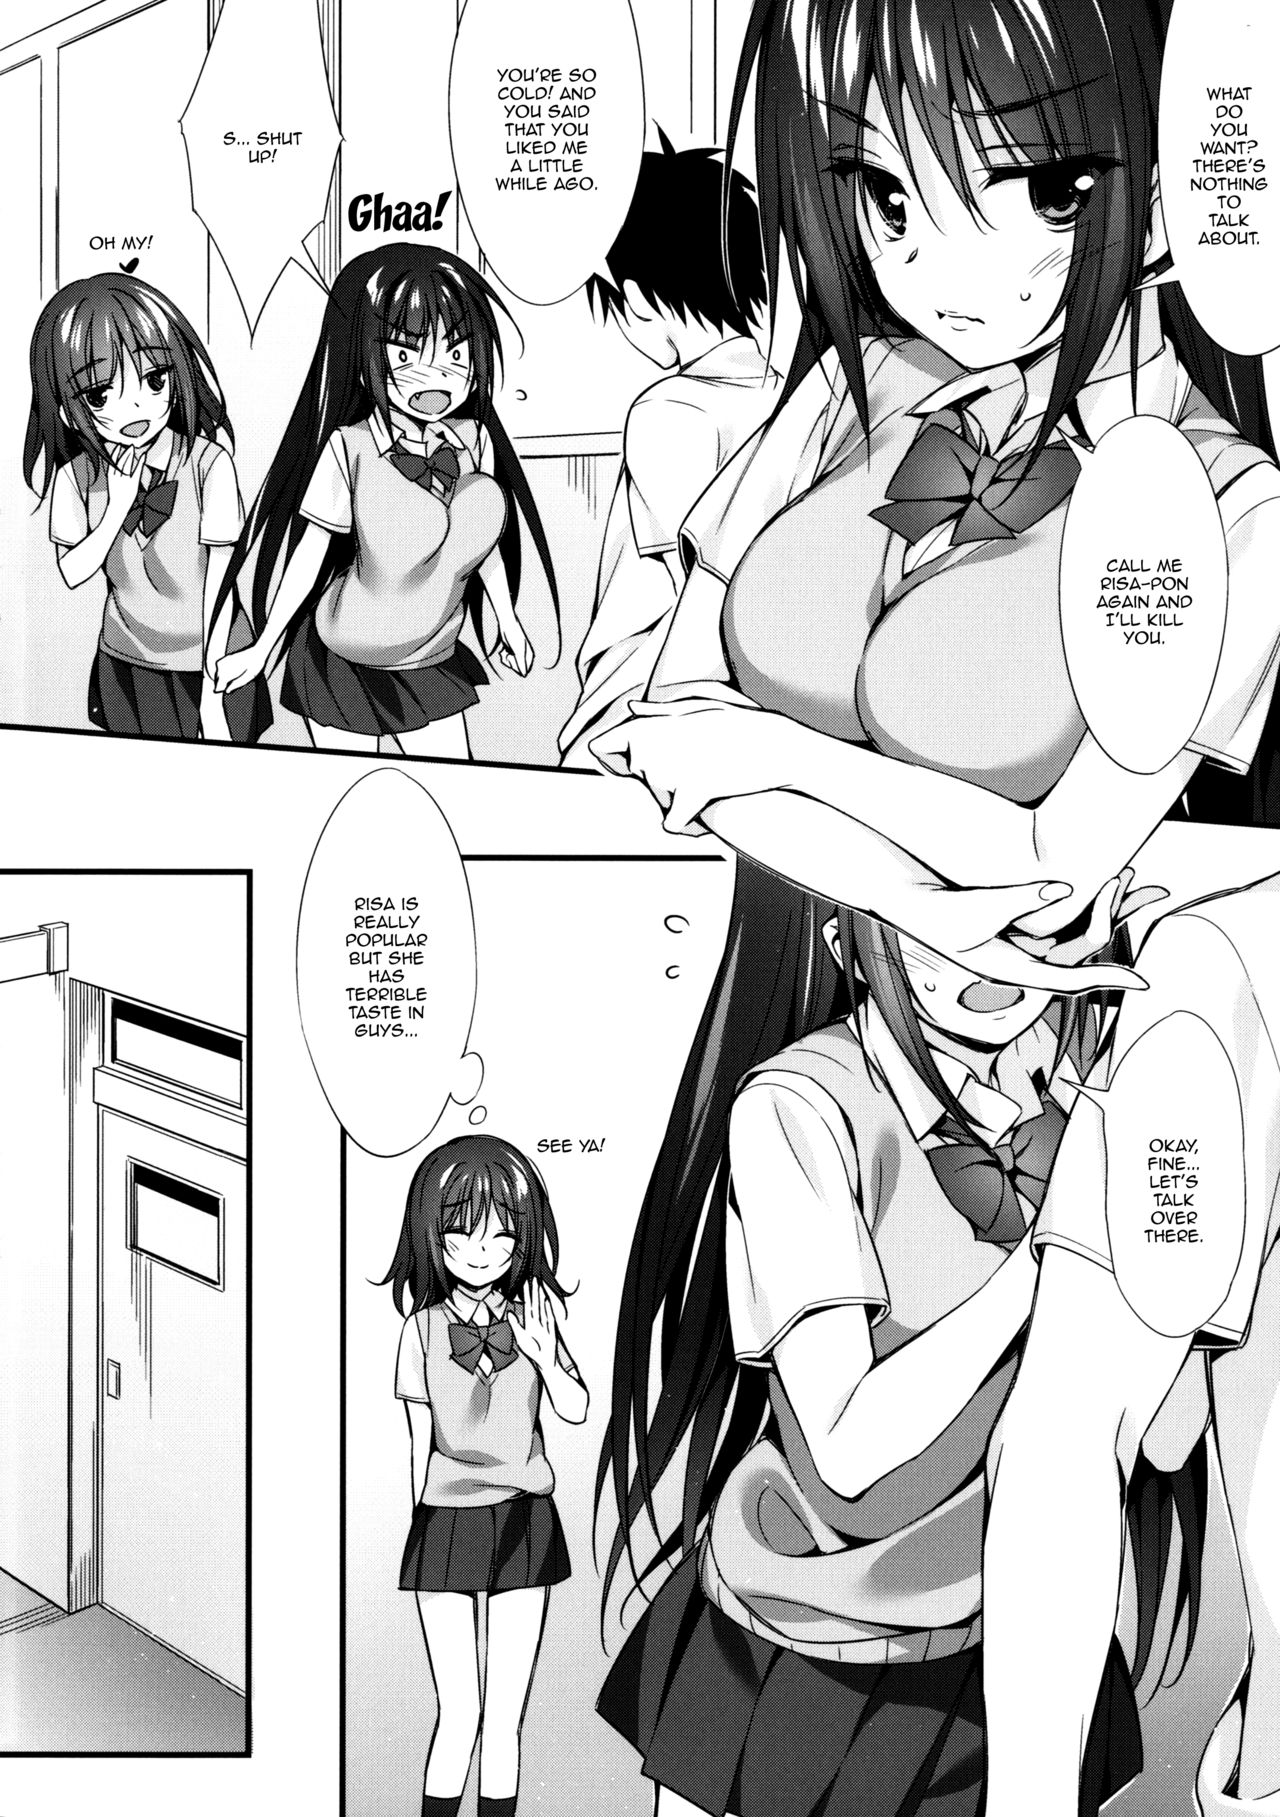 WHAT
DO
YOU
WANT?
THERE'S
NOTHING
TO
TALK
ABOUT.
CALL ME
RISA-PON
AGAIN AND
I'LL KILL
YOU.
YOU'RE SO
COLD! AND
YOU SAID
THAT YOU
LIKED ME
A LITTLE
WHILE AGO.
Ghaa!
S... SHUT
UP!
OH MY!
OKAY,
FINE...
LET'S
TALK
OVER
THERE.
SEE YA!
RISA IS
REALLY
POPULAR
BUT SHE
HAS
TERRIBLE
TASTE IN
GUYS...